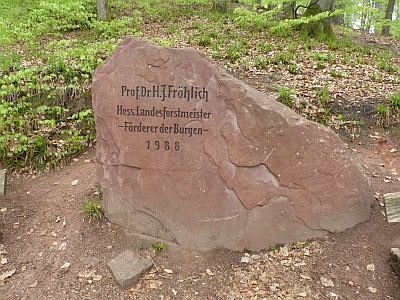 Prof. Dr. H. J. Fröhlich
Hess. Landesforstmeister
-Förderer der Burgen-
1988